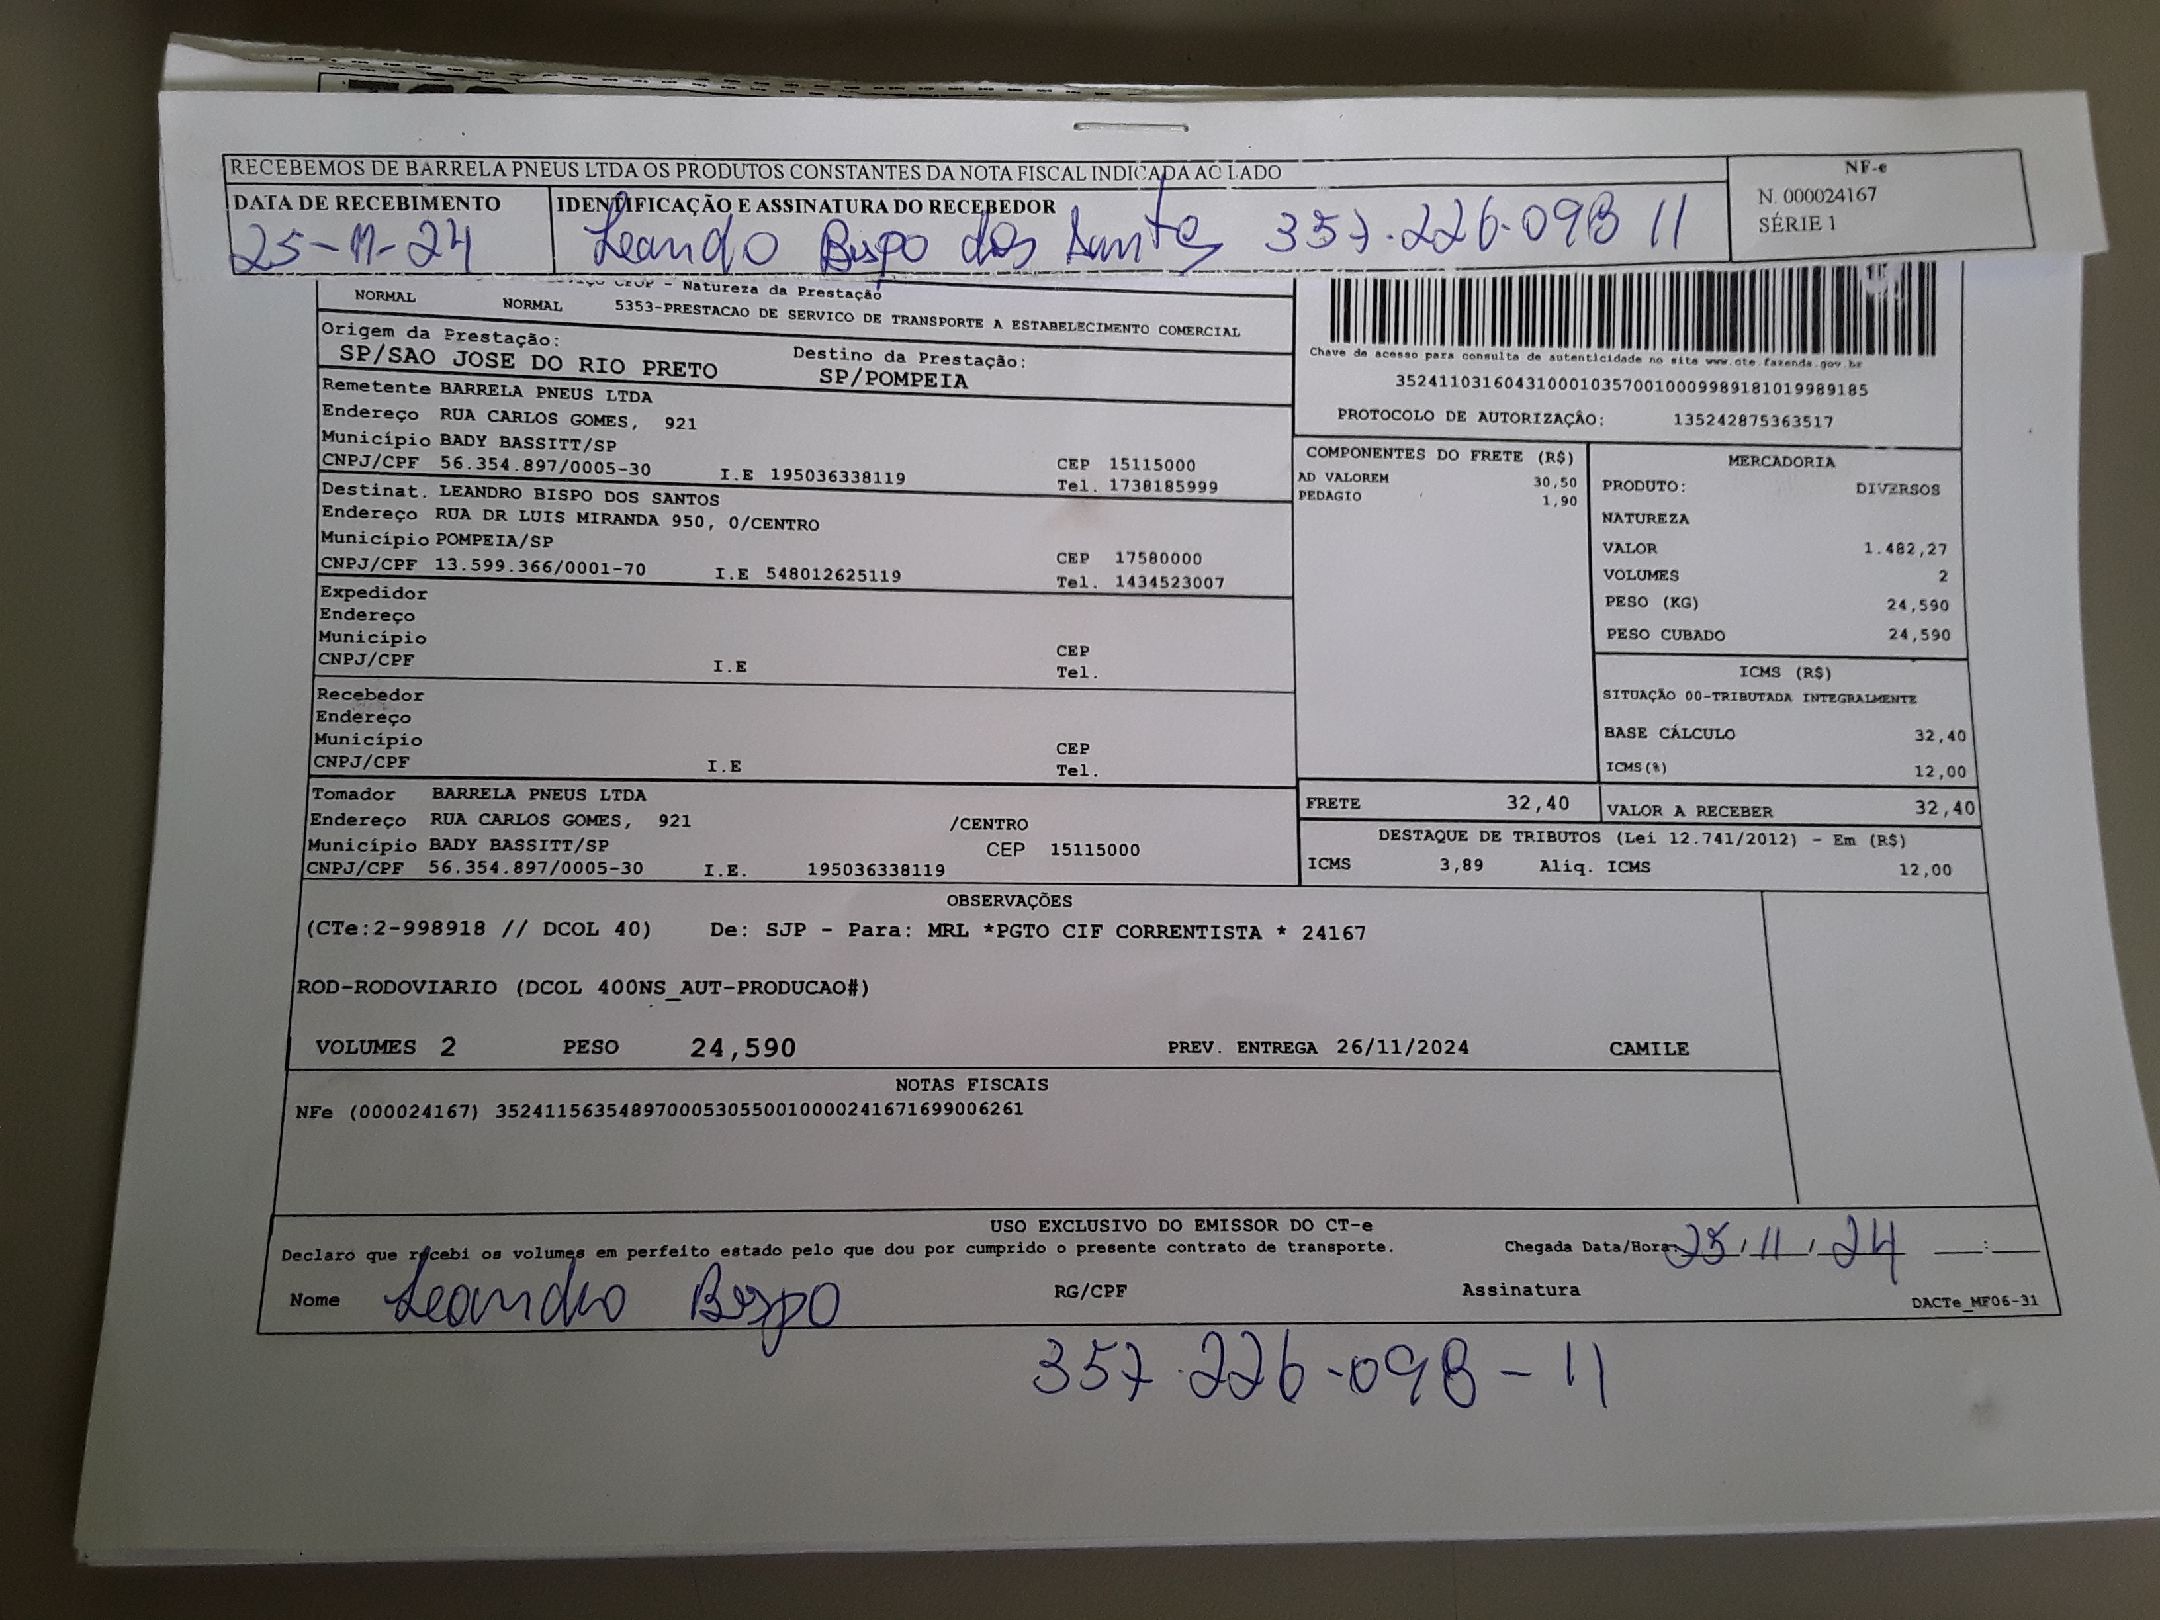 RECEBEMOS DE BARRELA PNEUS LTDA OS PRODUTOS CONSTANTES DA NOTA FISCAL INDICADA AO LADO
NF-e
N. 000024167
SÉRIE 1
DATA DE RECEBIMENTO
25-11-24
IDENTIFICAÇÃO E ASSINATURA DO RECEBEDOR
Leandro Bispo dos Santos 357.226.098 11
CFOP - Natureza da Prestação
NORMAL NORMAL 5353-PRESTACAO DE SERVICO DE TRANSPORTE A ESTABELECIMENTO COMERCIAL
Origem da Prestação:
SP/SAO JOSE DO RIO PRETO
Destino da Prestação:
SP/POMPEIA
Remetente BARRELA PNEUS LTDA
Endereço RUA CARLOS GOMES, 921
Município BADY BASSITT/SP
CEP 15115000
CNPJ/CPF 56.354.897/0005-30 I.E 195036338119
Tel. 1738185999
Destinat. LEANDRO BISPO DOS SANTOS
Endereço RUA DR LUIS MIRANDA 950, 0/CENTRO
Município POMPEIA/SP
CEP 17580000
CNPJ/CPF 13.599.366/0001-70 I.E 548012625119
Tel. 1434523007
Expedidor
Endereço
Município
CEP
CNPJ/CPF I.E
Tel.
Recebedor
Endereço
Município
CEP
CNPJ/CPF I.E
Tel.
Tomador BARRELA PNEUS LTDA
Endereço RUA CARLOS GOMES, 921 /CENTRO
Município BADY BASSITT/SP CEP 15115000
CNPJ/CPF 56.354.897/0005-30 I.E. 195036338119
Chave de acesso para consulta de autenticidade no site www.cte.fazenda.gov.br
35241103160431000103570010009989181019989185
PROTOCOLO DE AUTORIZAÇÃO: 135242875363517
COMPONENTES DO FRETE (R$)
AD VALOREM 30,50
PEDAGIO 1,90
MERCADORIA
PRODUTO: DIVERSOS
NATUREZA
VALOR 1.482,27
VOLUMES 2
PESO (KG) 24,590
PESO CUBADO 24,590
ICMS (R$)
SITUAÇÃO 00-TRIBUTADA INTEGRALMENTE
BASE CÁLCULO 32,40
ICMS(%) 12,00
FRETE 32,40
VALOR A RECEBER 32,40
DESTAQUE DE TRIBUTOS (Lei 12.741/2012) - Em (R$)
ICMS 3,89 Aliq. ICMS 12,00
OBSERVAÇÕES
(CTe:2-998918 // DCOL 40) De: SJP - Para: MRL *PGTO CIF CORRENTISTA * 24167
ROD-RODOVIARIO (DCOL 400NS_AUT-PRODUCAO#)
VOLUMES 2 PESO 24,590 PREV. ENTREGA 26/11/2024 CAMILE
NOTAS FISCAIS
NFe (000024167) 35241156354897000530550010000241671699006261
USO EXCLUSIVO DO EMISSOR DO CT-e
Declaro que recebi os volumes em perfeito estado pelo que dou por cumprido o presente contrato de transporte.
Chegada Data/Hora: 25/11/24 __:__
Nome Leandro Bispo RG/CPF Assinatura
DACTe_MF06-31
357.226-098-11